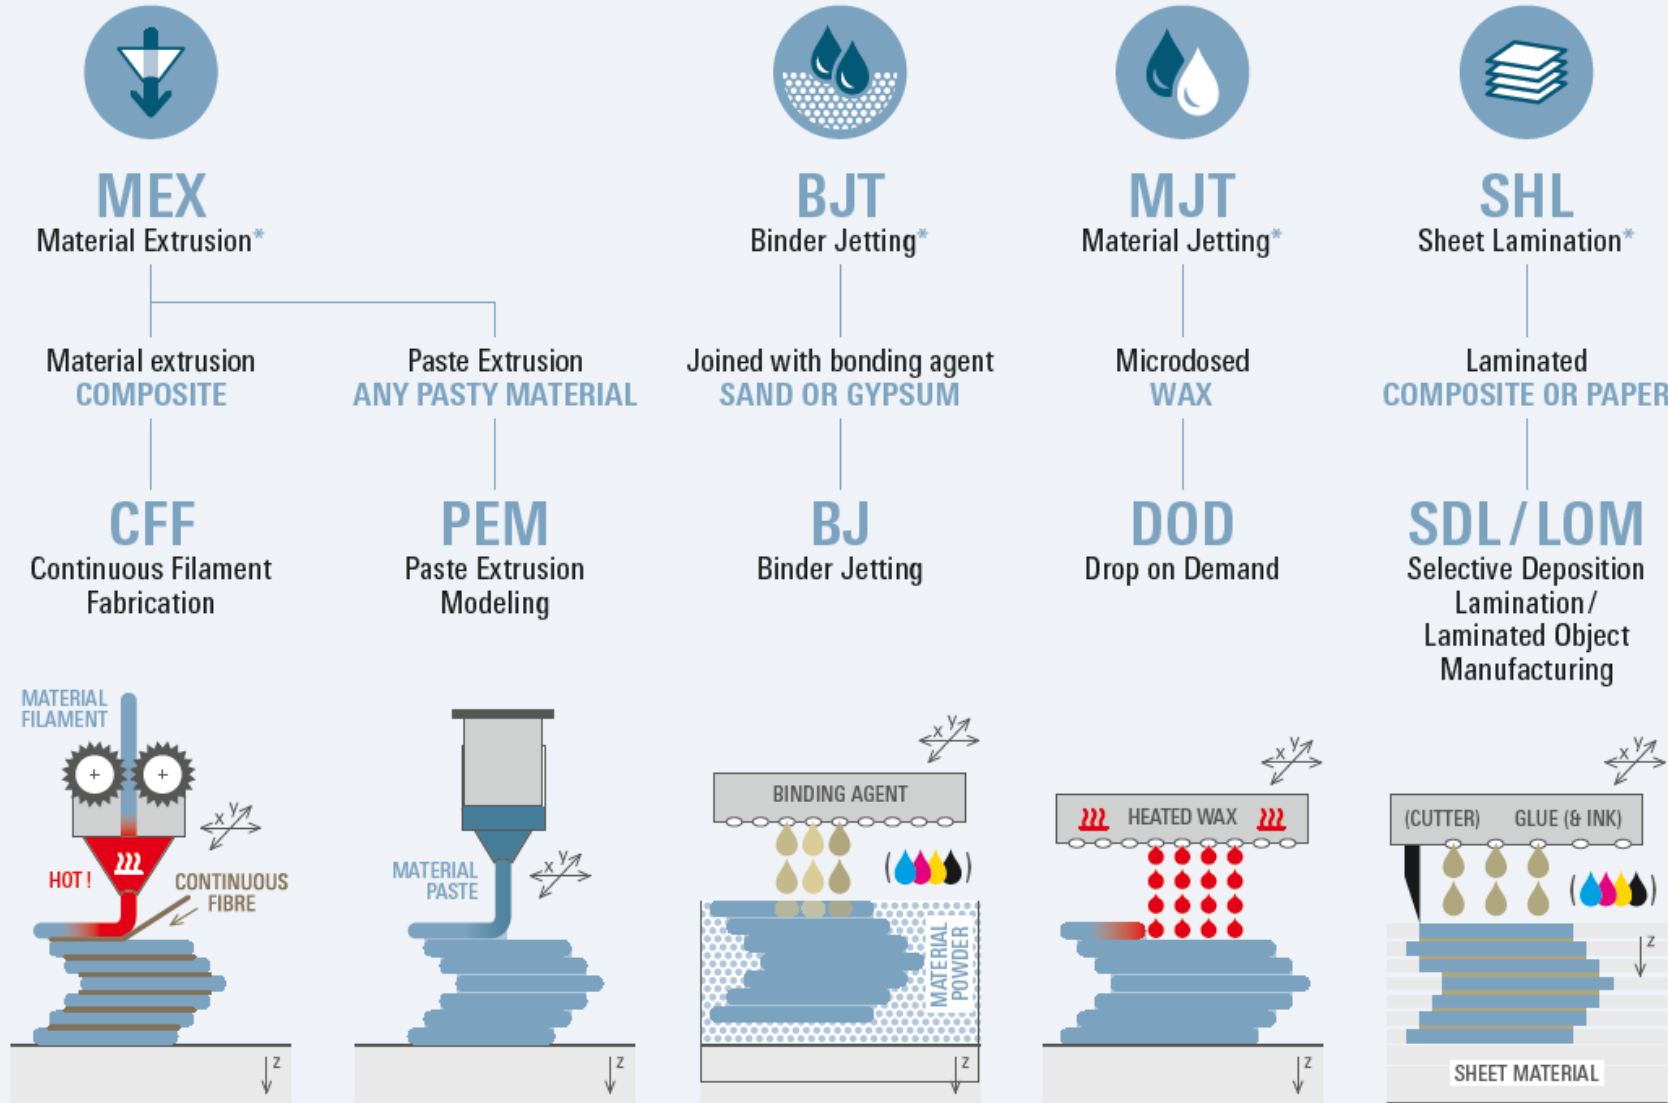 MEX
Material Extrusion*
BJT
Binder Jetting*
MJT
Material Jetting*
SHL
Sheet Lamination*
Material extrusion
COMPOSITE
Paste Extrusion
ANY PASTY MATERIAL
Joined with bonding agent
SAND OR GYPSUM
Microdosed
WAX
Laminated
COMPOSITE OR PAPER
CFF
Continuous Filament
Fabrication
PEM
Paste Extrusion
Modeling
BJ
Binder Jetting
DOD
Drop on Demand
SDL / LOM
Selective Deposition
Lamination/
Laminated Object
Manufacturing
MATERIAL
FILAMENT
x y
HOT !
CONTINUOUS
FIBRE
z
MATERIAL
PASTE
x y
z
x y
BINDING AGENT
MATERIAL
POWDER
z
x y
HEATED WAX
z
x y
(CUTTER) GLUE (& INK)
z
SHEET MATERIAL